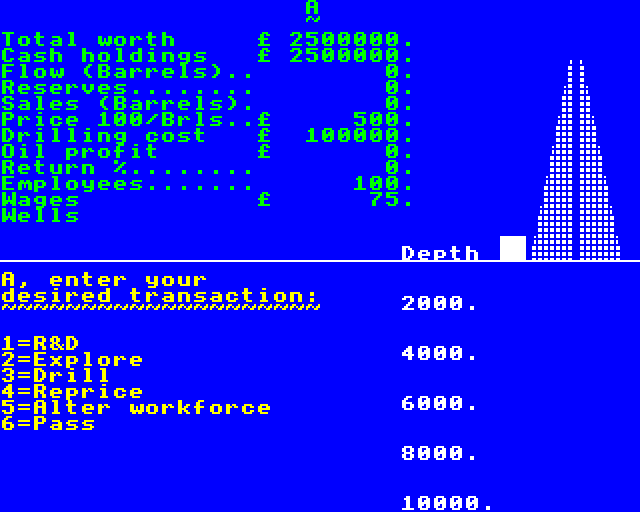 A
~
Total worth £ 2500000.
Cash holdings £ 2500000.
Flow (Barrels).. 0.
Reserves........ 0.
Sales (Barrels). 0.
Price 100/Brls..£ 500.
Drilling cost £ 100000.
Oil profit £ 0.
Return %........ 0.
Employees....... 100.
Wages £ 75.
Wells
Depth
A, enter your
desired transaction:
~~~~~~~~~~~~~~~~~~~~
2000.
1=R&D
4000.
2=Explore
3=Drill
4=Reprice
5=Alter workforce
6000.
6=Pass
8000.
10000.